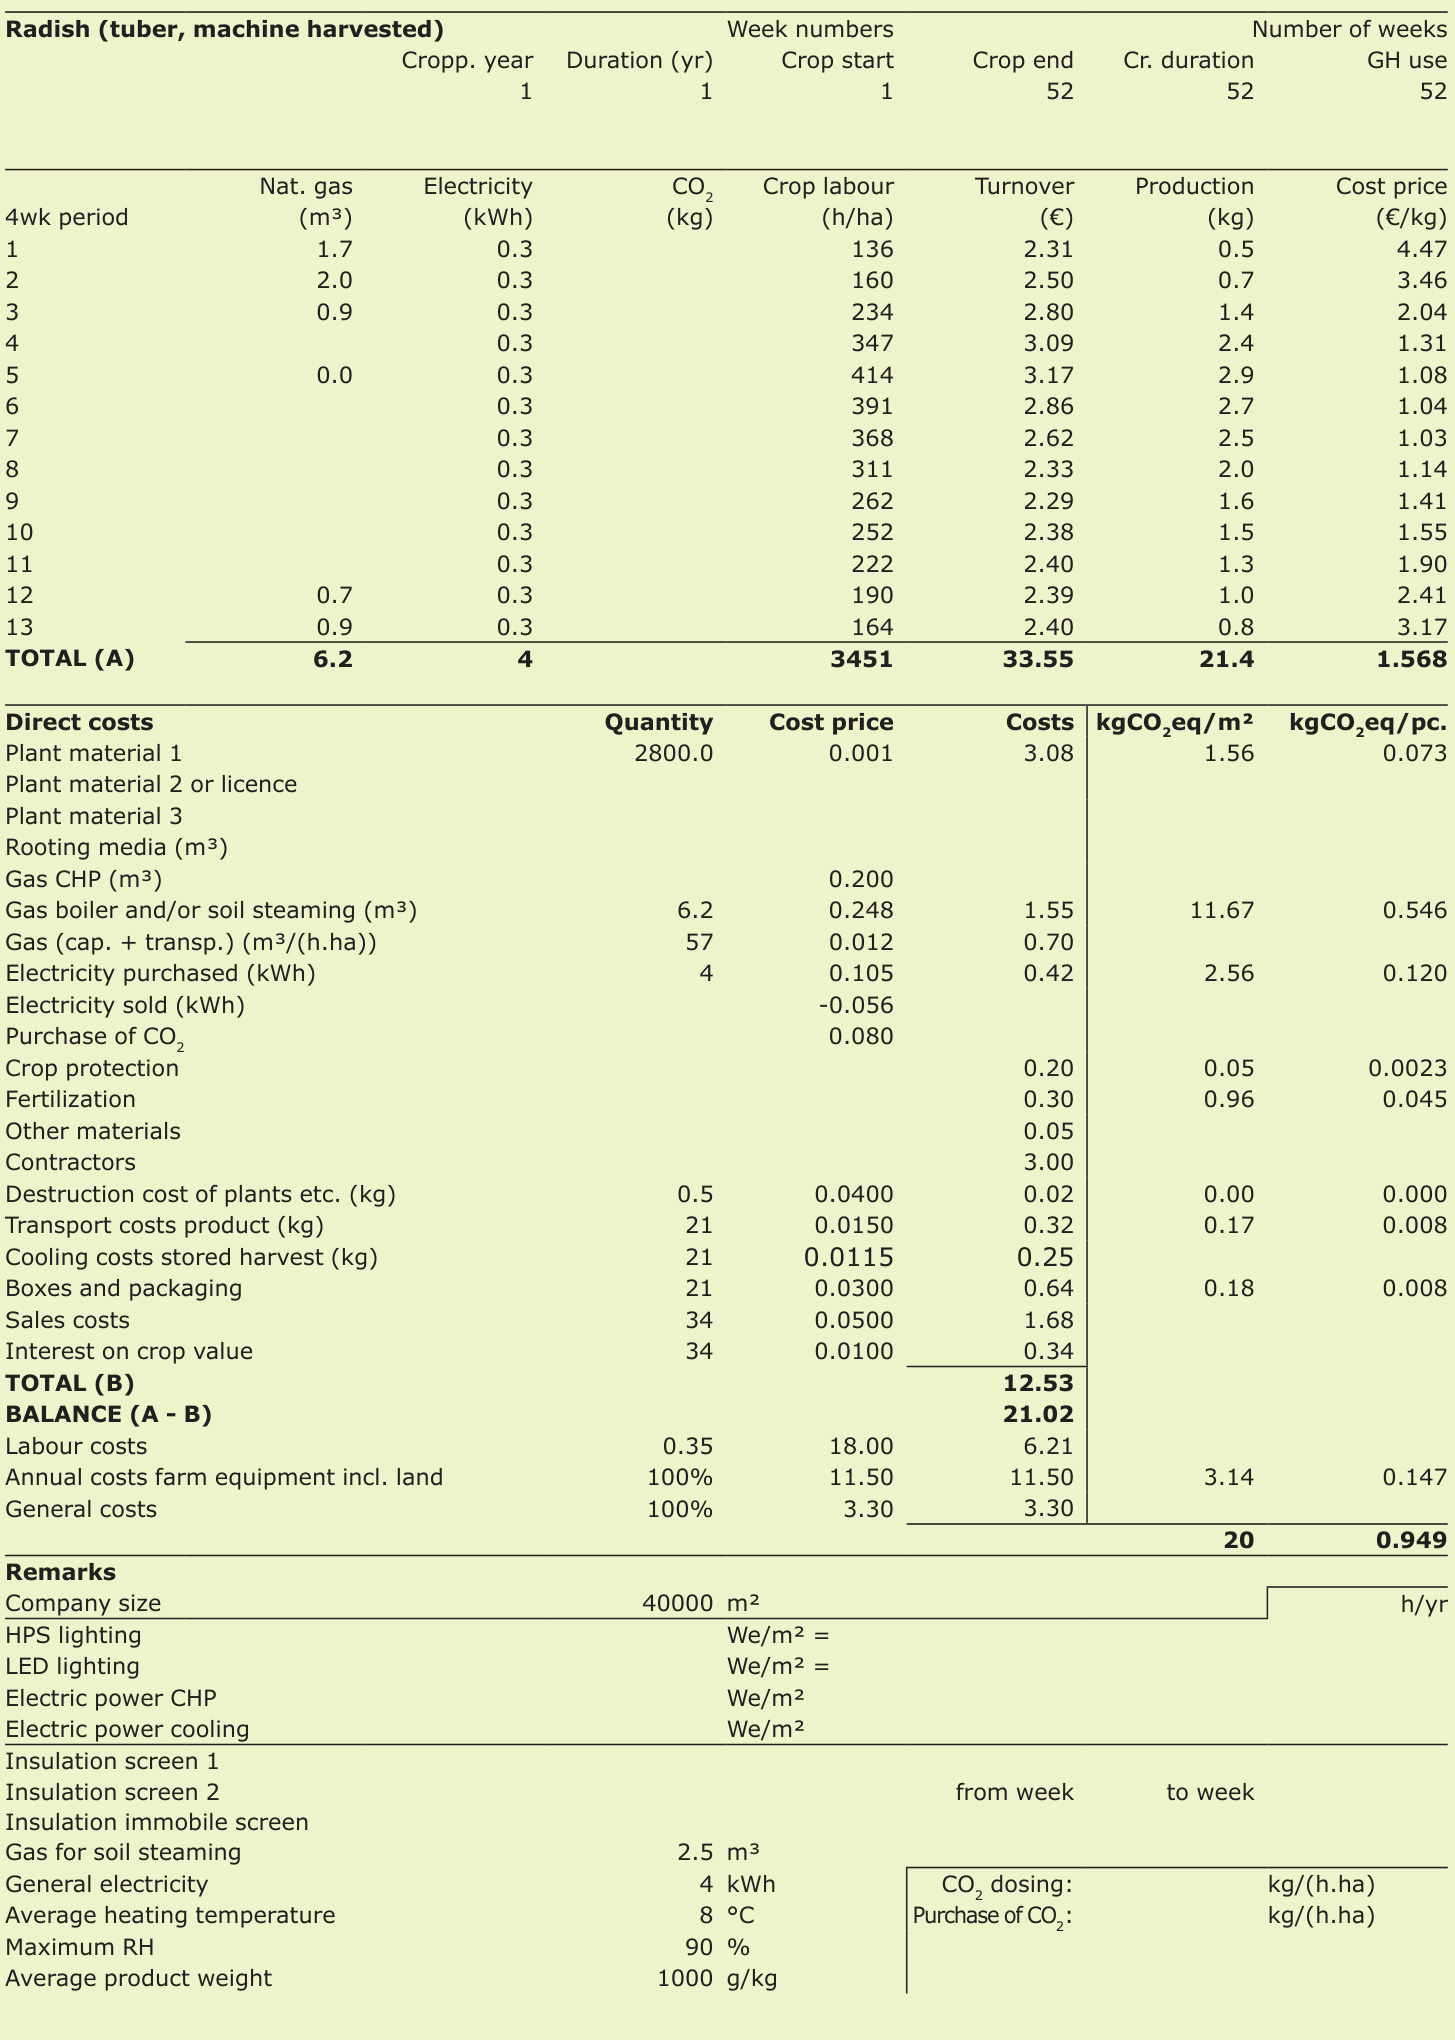 Radish (tuber, machine harvested) Week numbers Number of weeks
Cropp. year Duration (yr) Crop start Crop end Cr. duration GH use
1 1 1 52 52 52
Nat. gas Electricity CO₂ Crop labour Turnover Production Cost price
4wk period (m³) (kWh) (kg) (h/ha) (€) (kg) (€/kg)
1 1.7 0.3 136 2.31 0.5 4.47
2 2.0 0.3 160 2.50 0.7 3.46
3 0.9 0.3 234 2.80 1.4 2.04
4 0.3 347 3.09 2.4 1.31
5 0.0 0.3 414 3.17 2.9 1.08
6 0.3 391 2.86 2.7 1.04
7 0.3 368 2.62 2.5 1.03
8 0.3 311 2.33 2.0 1.14
9 0.3 262 2.29 1.6 1.41
10 0.3 252 2.38 1.5 1.55
11 0.3 222 2.40 1.3 1.90
12 0.7 0.3 190 2.39 1.0 2.41
13 0.9 0.3 164 2.40 0.8 3.17
TOTAL (A) 6.2 4 3451 33.55 21.4 1.568
Direct costs Quantity Cost price Costs kgCO₂eq/m² kgCO₂eq/pc.
Plant material 1 2800.0 0.001 3.08 1.56 0.073
Plant material 2 or licence
Plant material 3
Rooting media (m³)
Gas CHP (m³) 0.200
Gas boiler and/or soil steaming (m³) 6.2 0.248 1.55 11.67 0.546
Gas (cap. + transp.) (m³/(h.ha)) 57 0.012 0.70
Electricity purchased (kWh) 4 0.105 0.42 2.56 0.120
Electricity sold (kWh) -0.056
Purchase of CO₂ 0.080
Crop protection 0.20 0.05 0.0023
Fertilization 0.30 0.96 0.045
Other materials 0.05
Contractors 3.00
Destruction cost of plants etc. (kg) 0.5 0.0400 0.02 0.00 0.000
Transport costs product (kg) 21 0.0150 0.32 0.17 0.008
Cooling costs stored harvest (kg) 21 0.0115 0.25
Boxes and packaging 21 0.0300 0.64 0.18 0.008
Sales costs 34 0.0500 1.68
Interest on crop value 34 0.0100 0.34
TOTAL (B) 12.53
BALANCE (A - B) 21.02
Labour costs 0.35 18.00 6.21
Annual costs farm equipment incl. land 100% 11.50 11.50 3.14 0.147
General costs 100% 3.30 3.30
20 0.949
Remarks
Company size 40000 m² h/yr
HPS lighting We/m² =
LED lighting We/m² =
Electric power CHP We/m²
Electric power cooling We/m²
Insulation screen 1
Insulation screen 2 from week to week
Insulation immobile screen
Gas for soil steaming 2.5 m³
General electricity 4 kWh CO₂ dosing: kg/(h.ha)
Average heating temperature 8 °C Purchase of CO₂: kg/(h.ha)
Maximum RH 90 %
Average product weight 1000 g/kg